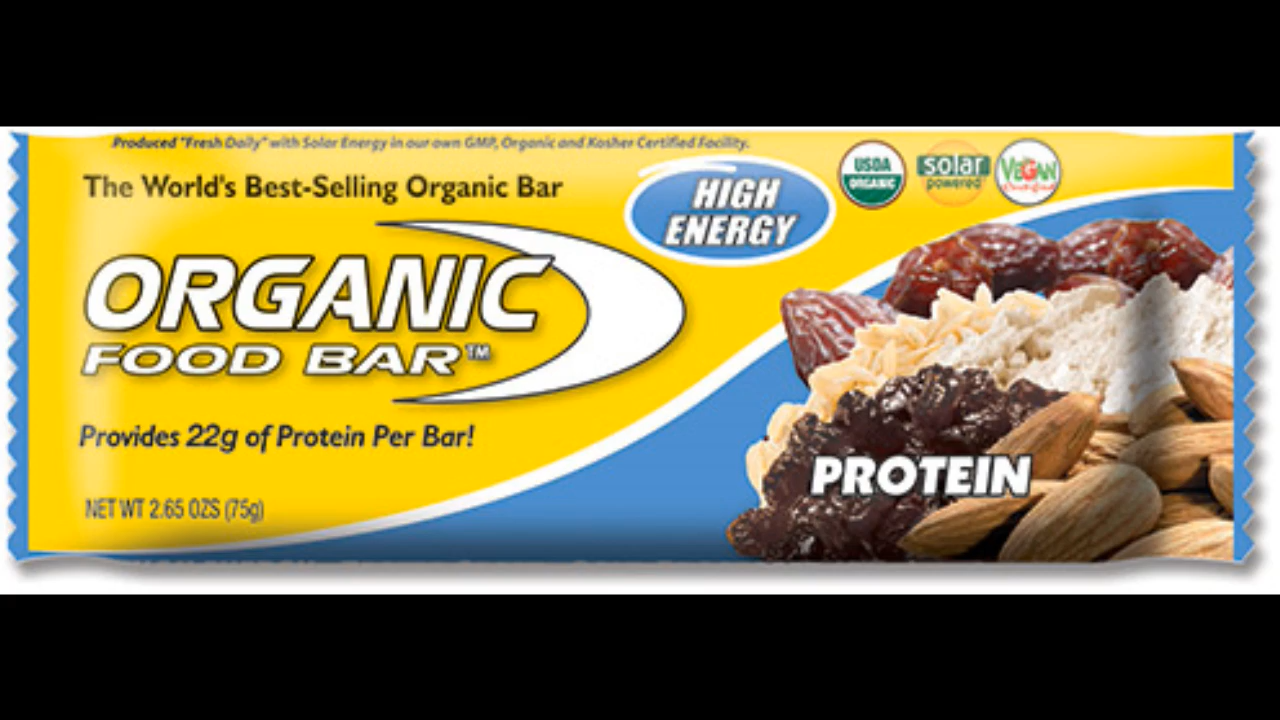 Produced "Fresh Daily" with Solar Energy in our own GMP, Organic and Kosher Certified Facility.
The World's Best-Selling Organic Bar
HIGH
ENERGY
USDA
ORGANIC
solar
powered
VEGAN
Certified
ORGANIC
FOOD BAR™
Provides 22g of Protein Per Bar!
PROTEIN
NET WT 2.65 OZS (75g)